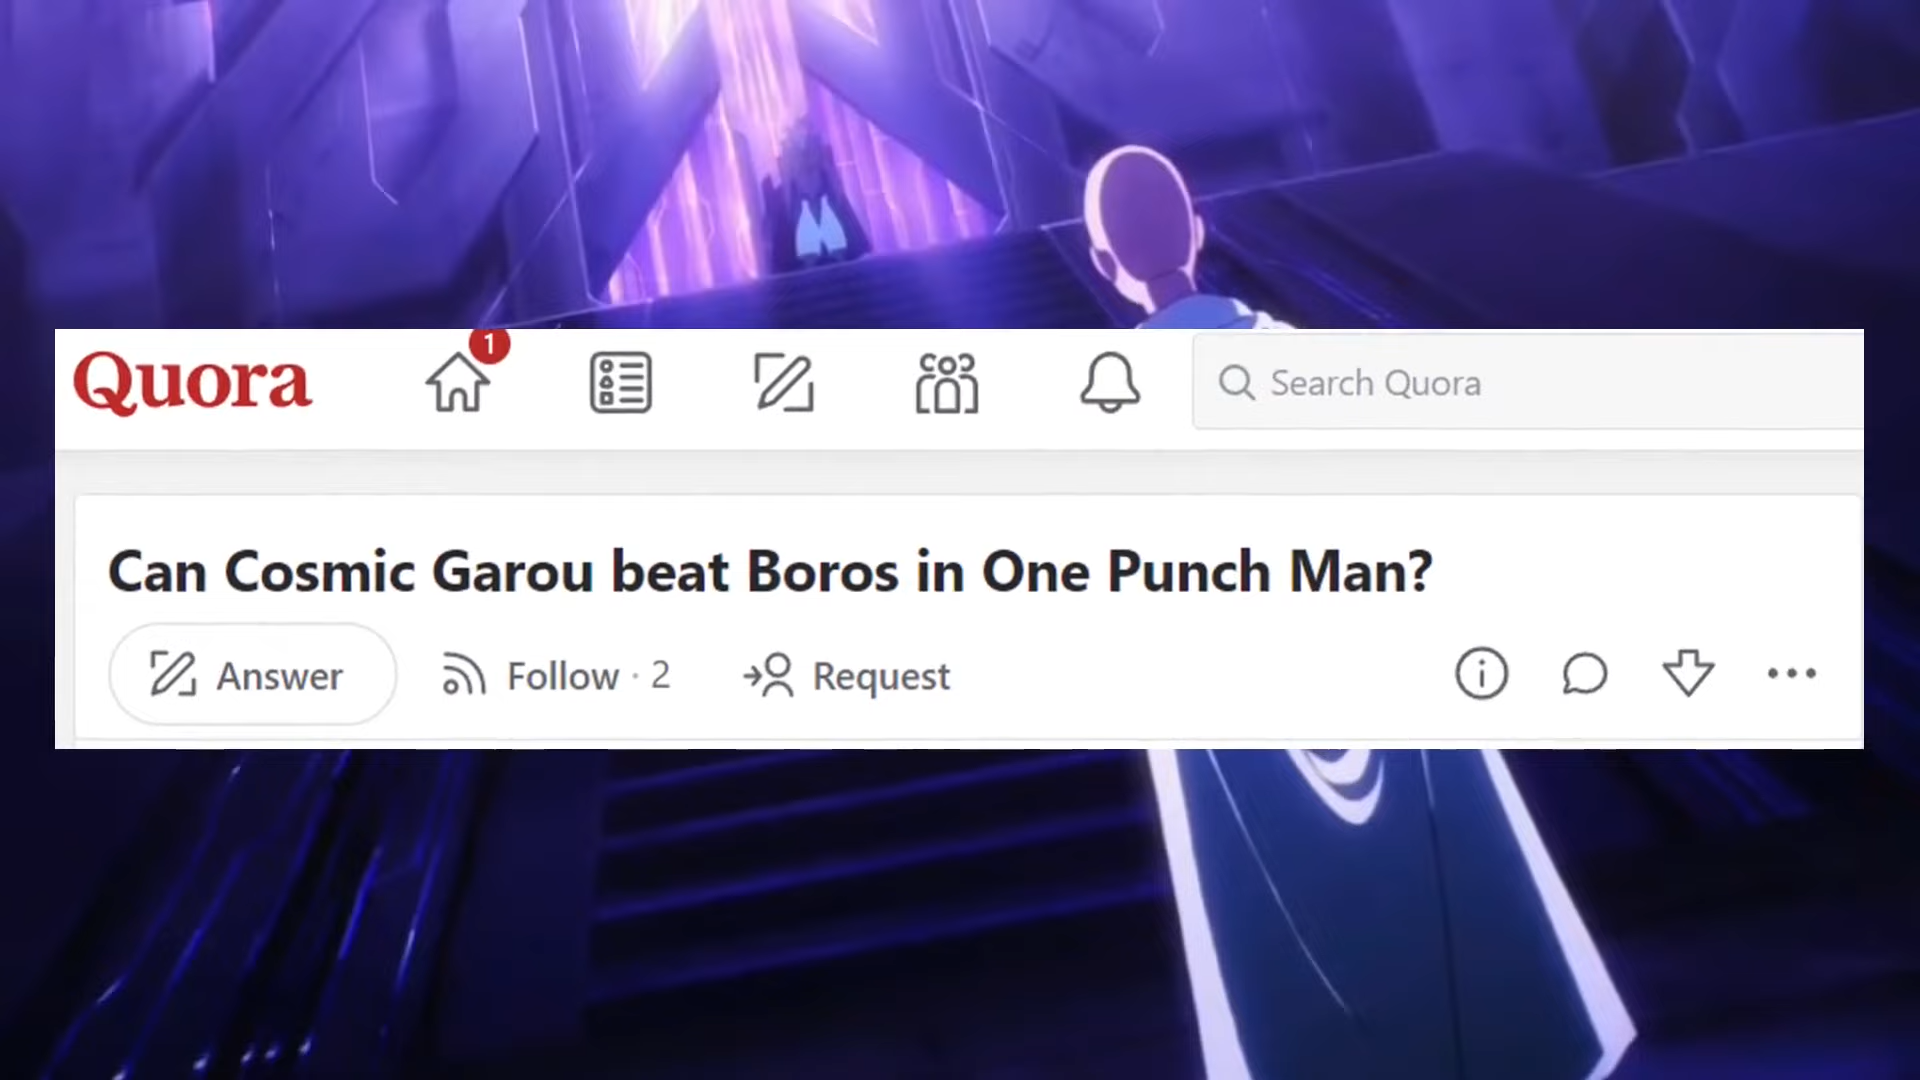 Quora
1
Search Quora
Can Cosmic Garou beat Boros in One Punch Man?
Answer
Follow · 2
Request